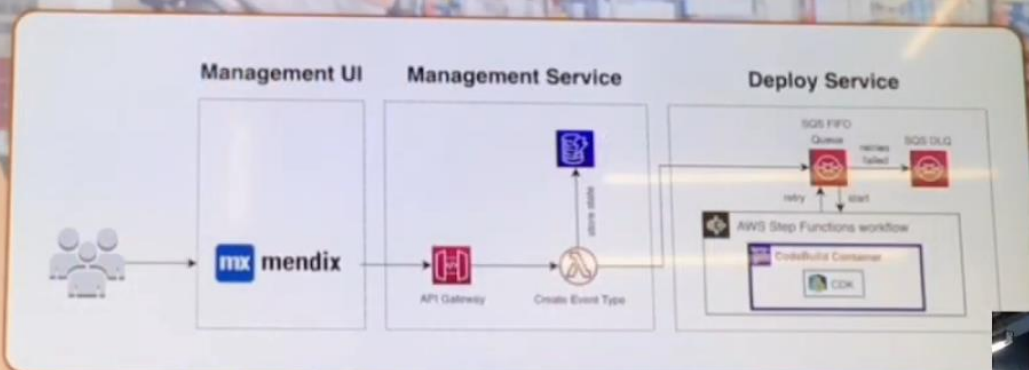 Management UI
Management Service
Deploy Service
SQS FIFO
Queue
retries
failed
SQS DLQ
store state
retry
start
AWS Step Functions workflow
mx mendix
CodeBuild Container
CDK
API Gateway
Create Event Type